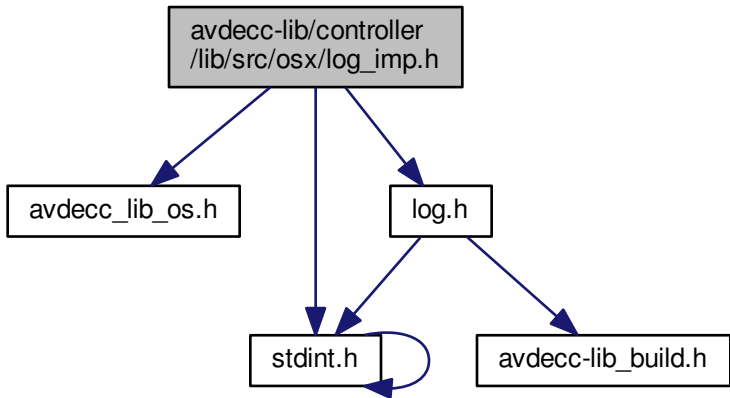 avdecc-lib/controller
/lib/src/osx/log_imp.h
avdecc_lib_os.h
log.h
stdint.h
avdecc-lib_build.h